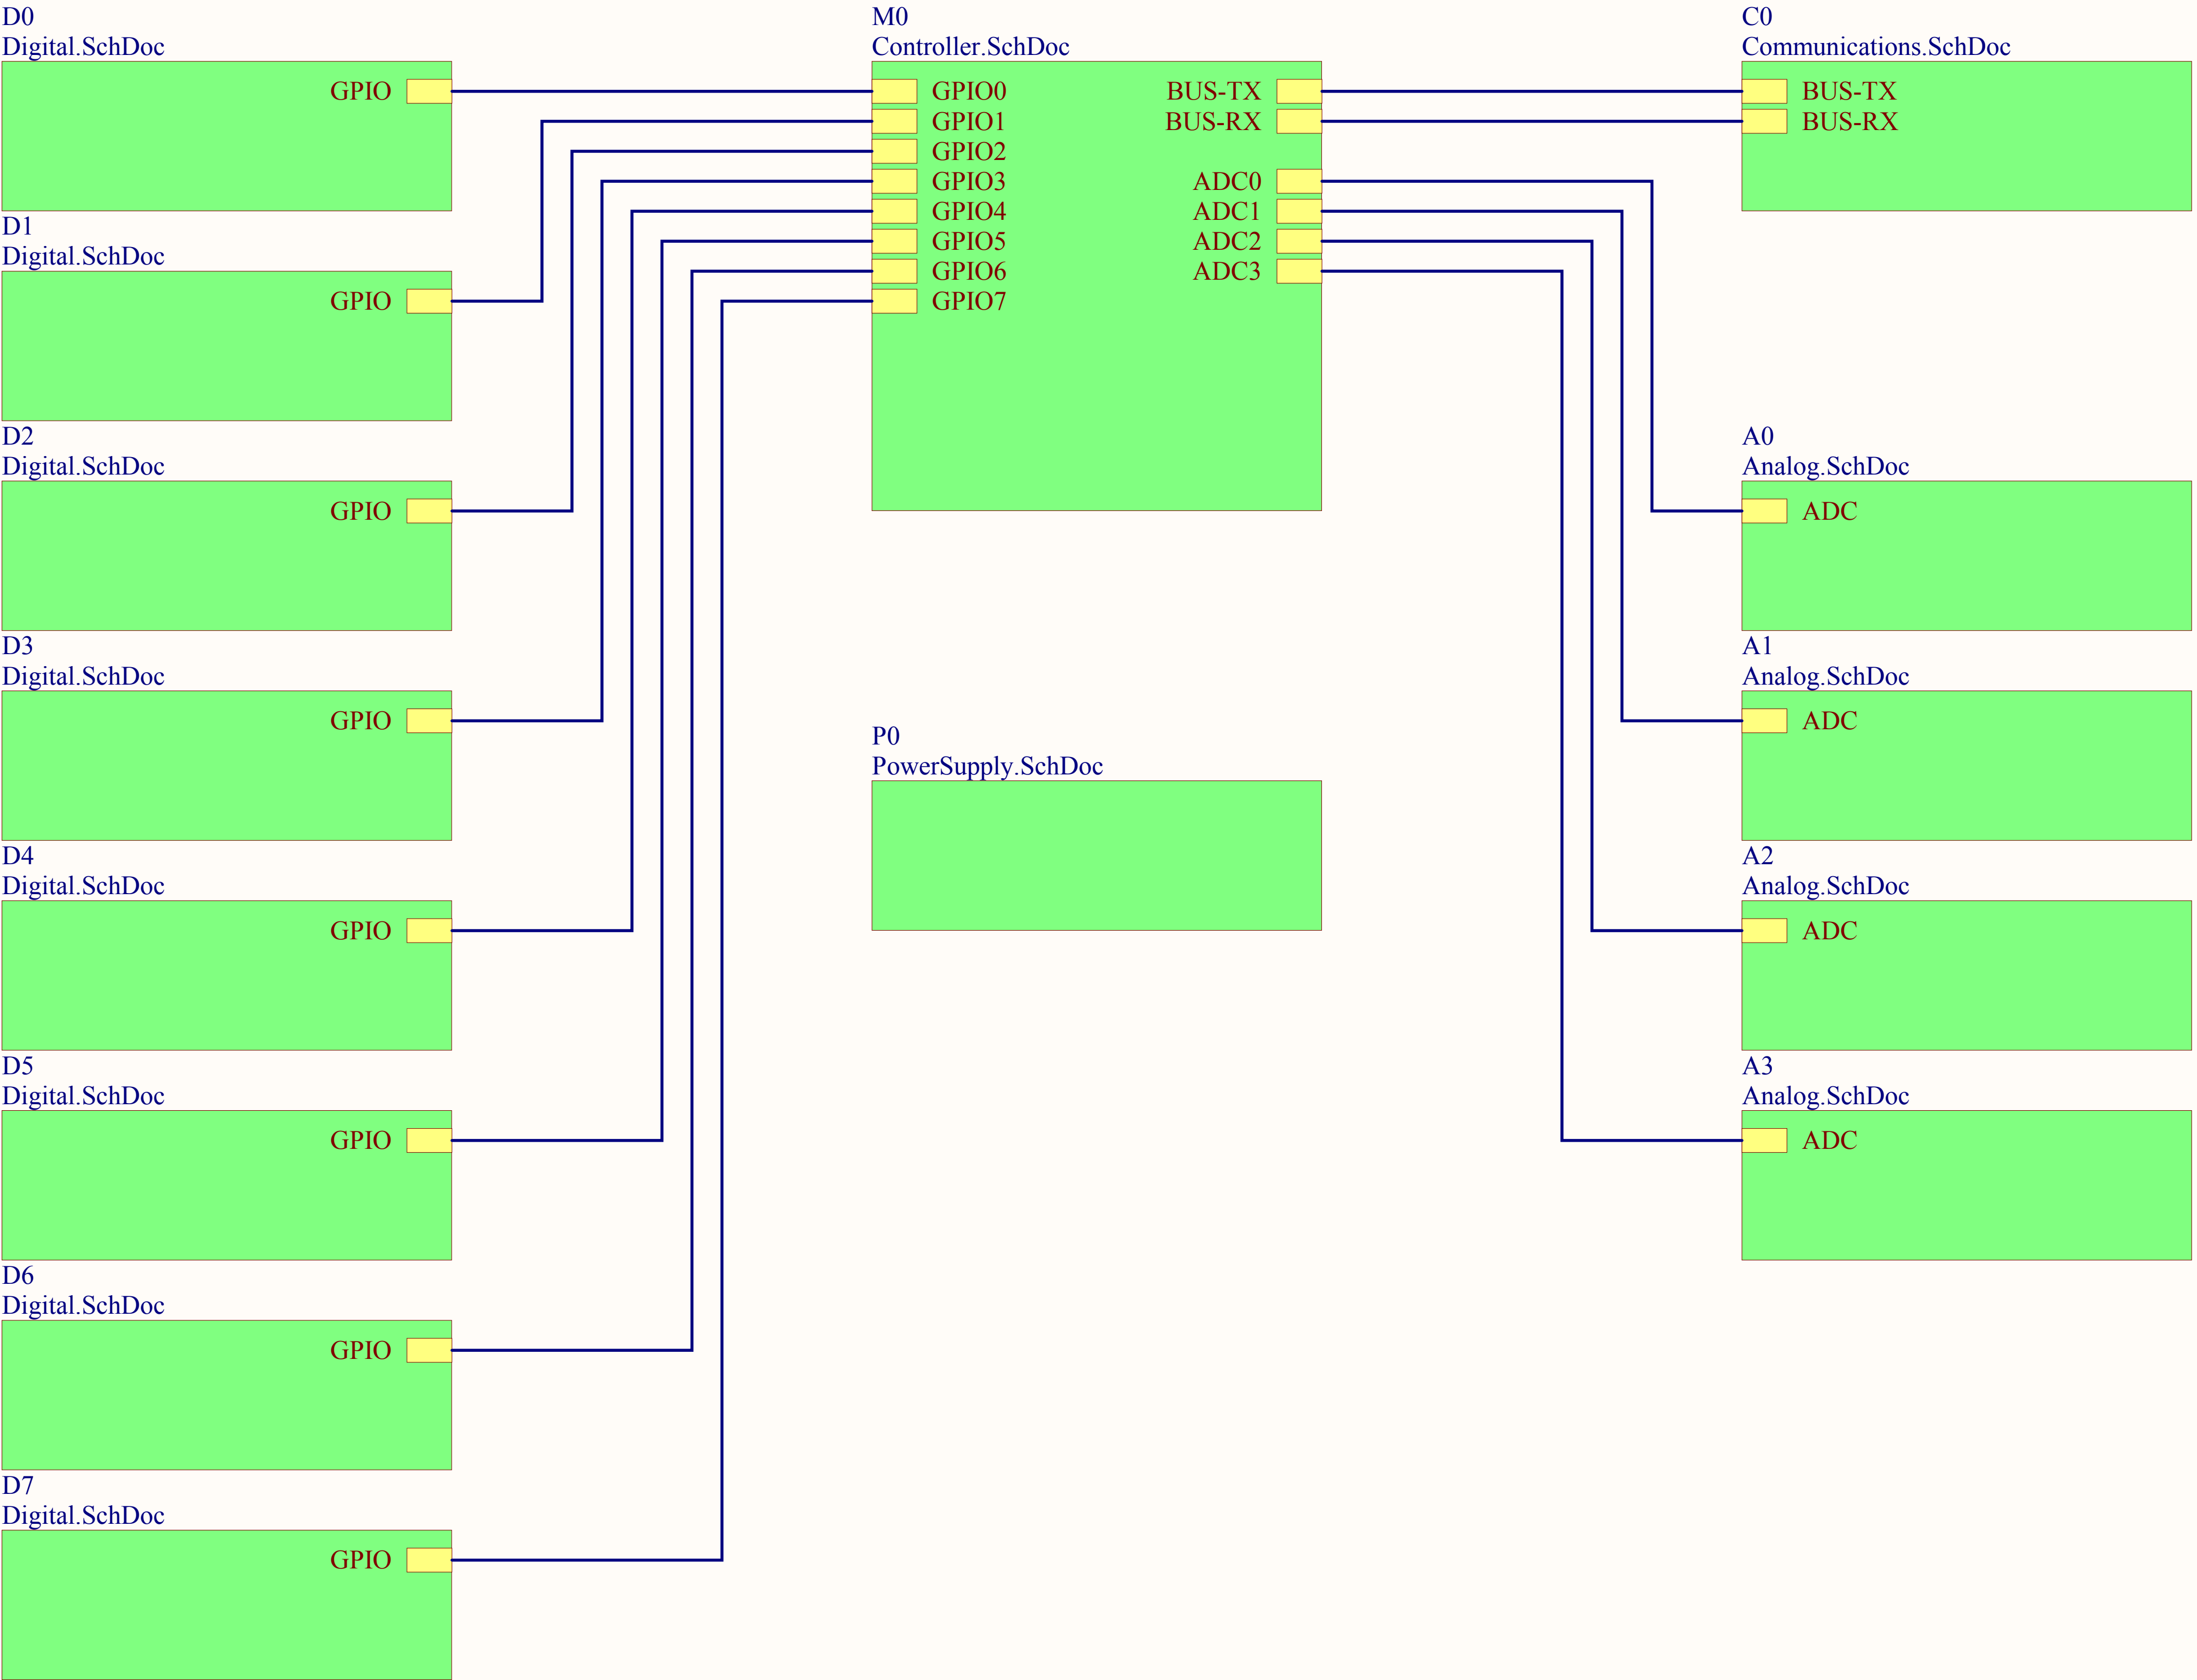 D0
Digital.SchDoc
GPIO
D1
Digital.SchDoc
GPIO
D2
Digital.SchDoc
GPIO
D3
Digital.SchDoc
GPIO
D4
Digital.SchDoc
GPIO
D5
Digital.SchDoc
GPIO
D6
Digital.SchDoc
GPIO
D7
Digital.SchDoc
GPIO
M0
Controller.SchDoc
GPIO0
GPIO1
GPIO2
GPIO3
GPIO4
GPIO5
GPIO6
GPIO7
BUS-TX
BUS-RX
ADC0
ADC1
ADC2
ADC3
P0
PowerSupply.SchDoc
C0
Communications.SchDoc
BUS-TX
BUS-RX
A0
Analog.SchDoc
ADC
A1
Analog.SchDoc
ADC
A2
Analog.SchDoc
ADC
A3
Analog.SchDoc
ADC